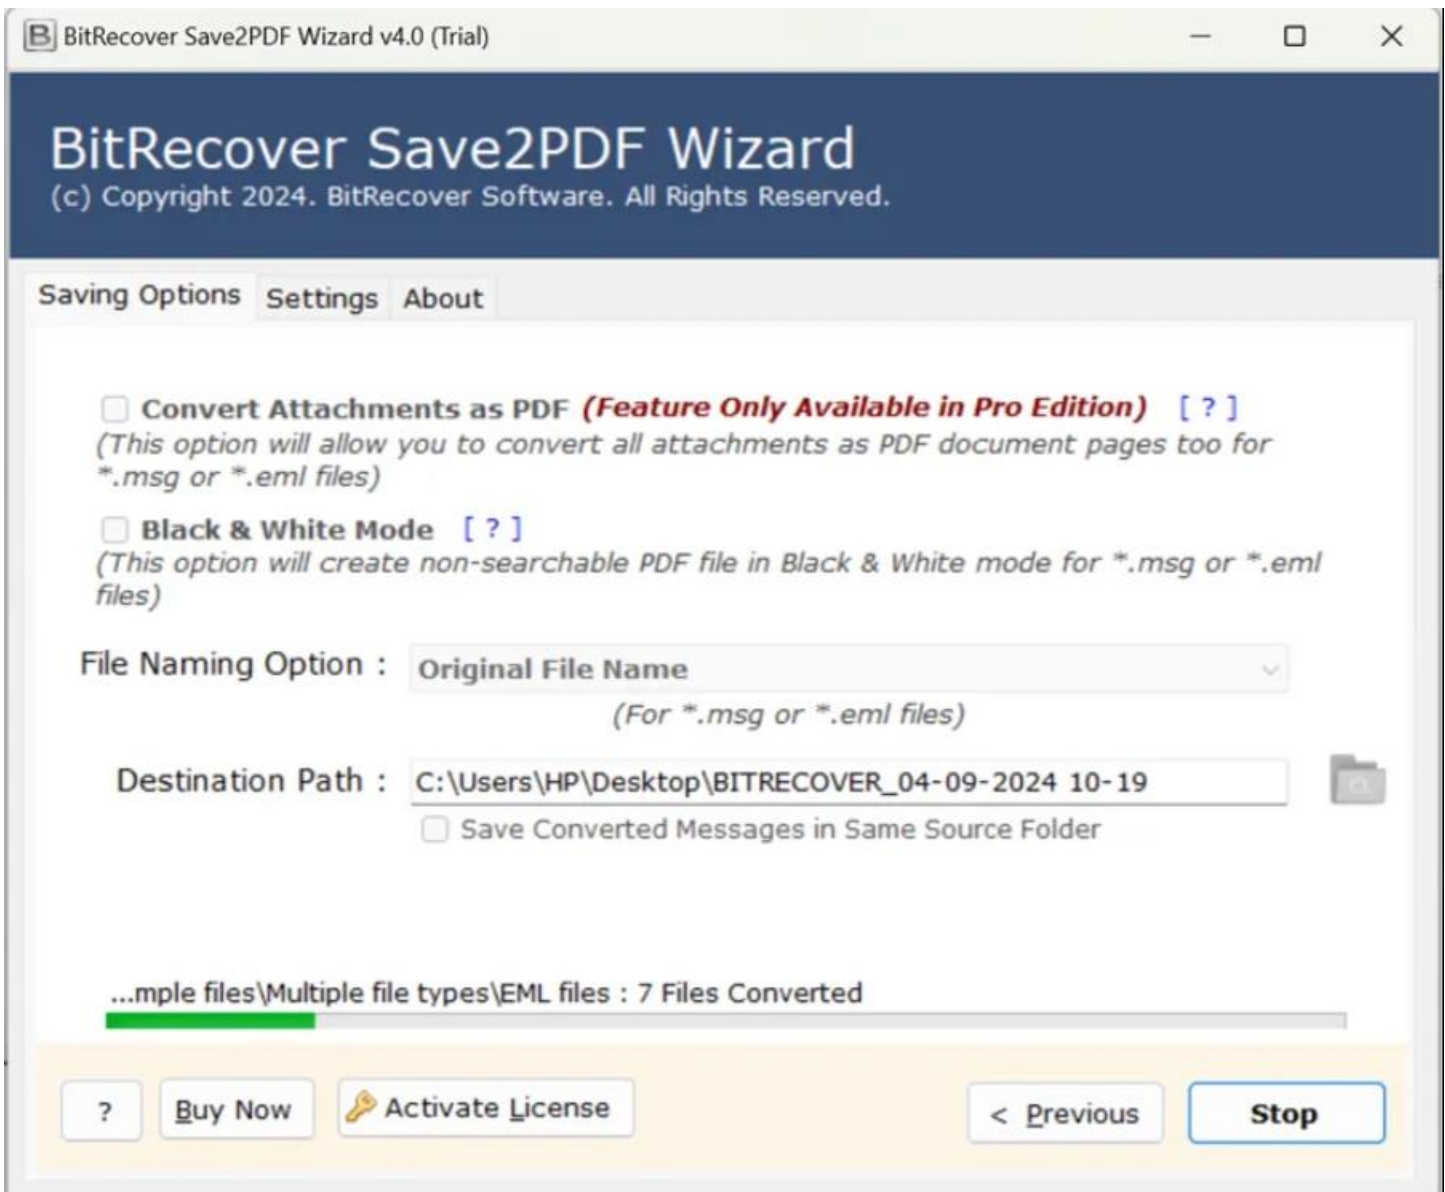 BitRecover Save2PDF Wizard v4.0 (Trial)
BitRecover Save2PDF Wizard
(c) Copyright 2024. BitRecover Software. All Rights Reserved.
Saving Options Settings About
Convert Attachments as PDF (Feature Only Available in Pro Edition) [ ? ]
(This option will allow you to convert all attachments as PDF document pages too for
*.msg or *.eml files)
Black & White Mode [ ? ]
(This option will create non-searchable PDF file in Black & White mode for *.msg or *.eml
files)
File Naming Option : Original File Name
(For *.msg or *.eml files)
Destination Path : C:\Users\HP\Desktop\BITRECOVER_04-09-2024 10-19
Save Converted Messages in Same Source Folder
...mple files\Multiple file types\EML files : 7 Files Converted
? Buy Now Activate License < Previous Stop